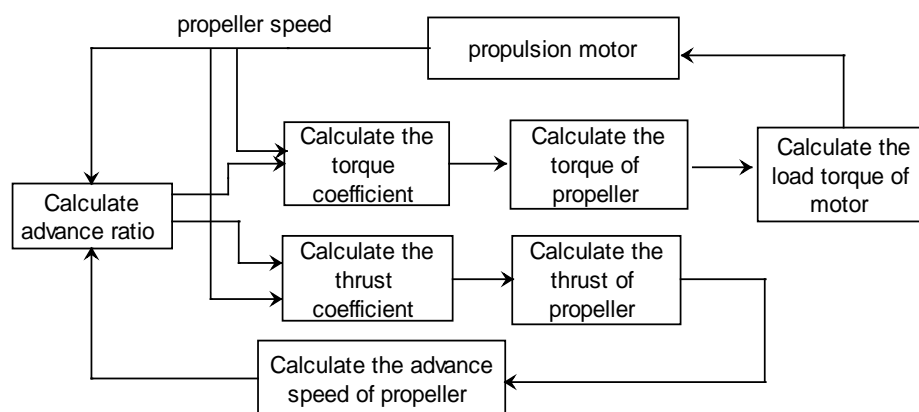 propeller speed
propulsion motor
Calculate the
torque
coefficient
Calculate the
torque of
propeller
Calculate the
load torque of
motor
Calculate
advance ratio
Calculate the
thrust
coefficient
Calculate the
thrust of
propeller
Calculate the advance
speed of propeller